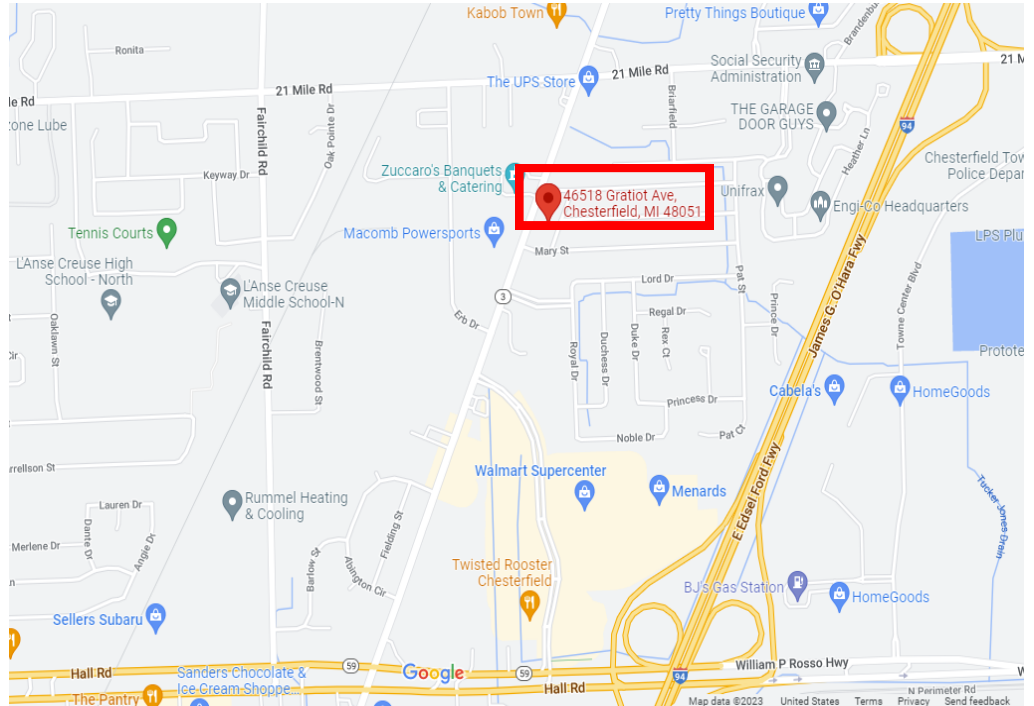 Kabob Town
Pretty Things Boutique
Brandenbu
Ronita
21 Mile Rd
Social Security
Administration
21 M
The UPS Store
21 Mile Rd
le Rd
Briarfield
THE GARAGE
DOOR GUYS
94
zone Lube
Fairchild Rd
Oak Pointe Dr
Heather Ln
Chesterfield Tow
Police Depar
Keyway Dr
Zuccaro's Banquets
& Catering
46518 Gratiot Ave,
Chesterfield, MI 48051
Unifrax
Engi-Co Headquarters
Tennis Courts
Macomb Powersports
LPS Plu
Mary St
L'Anse Creuse High
School - North
L'Anse Creuse
Middle School-N
Lord Dr
Pat St
James G. O'Hara Fwy
Towne Center Blvd
3
Erb Dr
Regal Dr
Prince Dr
Oaklawn St
Fairchild Rd
Brentwood St
Royal Dr
Duchess Dr
Duke Dr
Rex Ct
Cir
Protote
Cabela's
HomeGoods
Princess Dr
Noble Dr
Pat Ct
rrellson St
Walmart Supercenter
Menards
E Edsel Ford Fwy
Tucker Jones Drain
Rummel Heating
& Cooling
Lauren Dr
Dante Dr
Angie Dr
Merlene Dr
Fielding St
Barlow St
Abington Cir
n
Twisted Rooster
Chesterfield
BJ's Gas Station
HomeGoods
Sellers Subaru
Hall Rd
59
Google
59
94
William P Rosso Hwy
W
Sanders Chocolate &
Ice Cream Shoppe
The Pantry
Hall Rd
N Perimeter Rd
Map data ©2023 United States Terms Privacy Send feedback